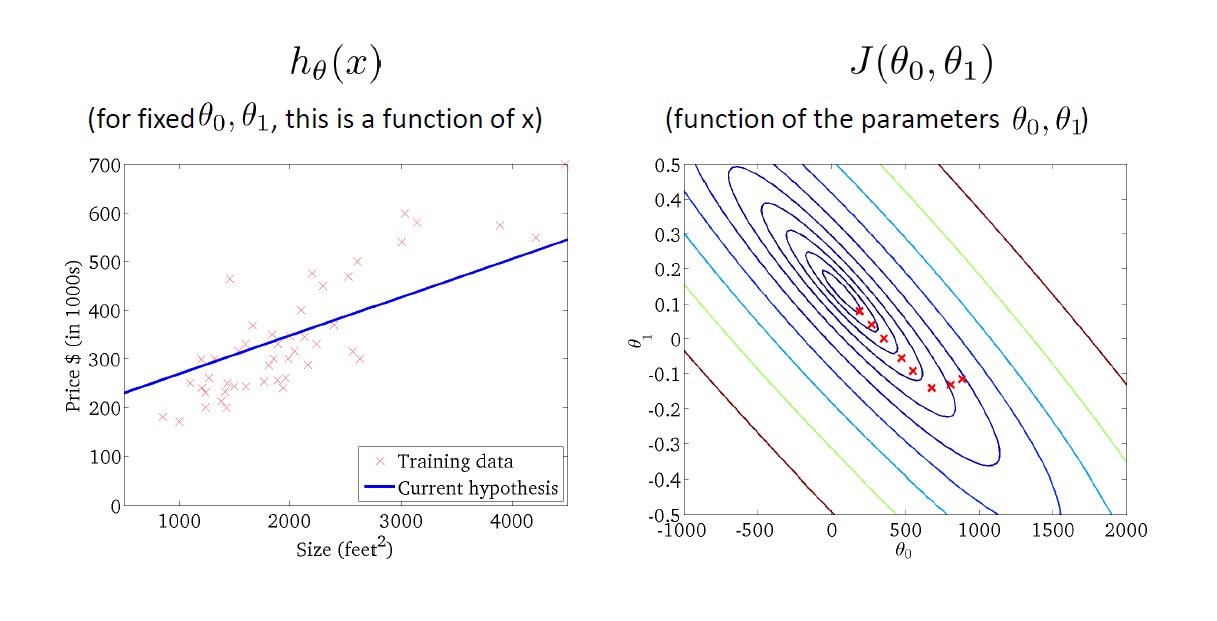 hθ(x)
(for fixed θ0, θ1, this is a function of x)
700
600
500
400
300
200
100
0
1000 2000 3000 4000
Price $ (in 1000s)
Size (feet²)
Training data
Current hypothesis
J(θ0, θ1)
(function of the parameters θ0, θ1)
0.5
0.4
0.3
0.2
0.1
0
-0.1
-0.2
-0.3
-0.4
-0.5
-1000 -500 0 500 1000 1500 2000
θ1
θ0